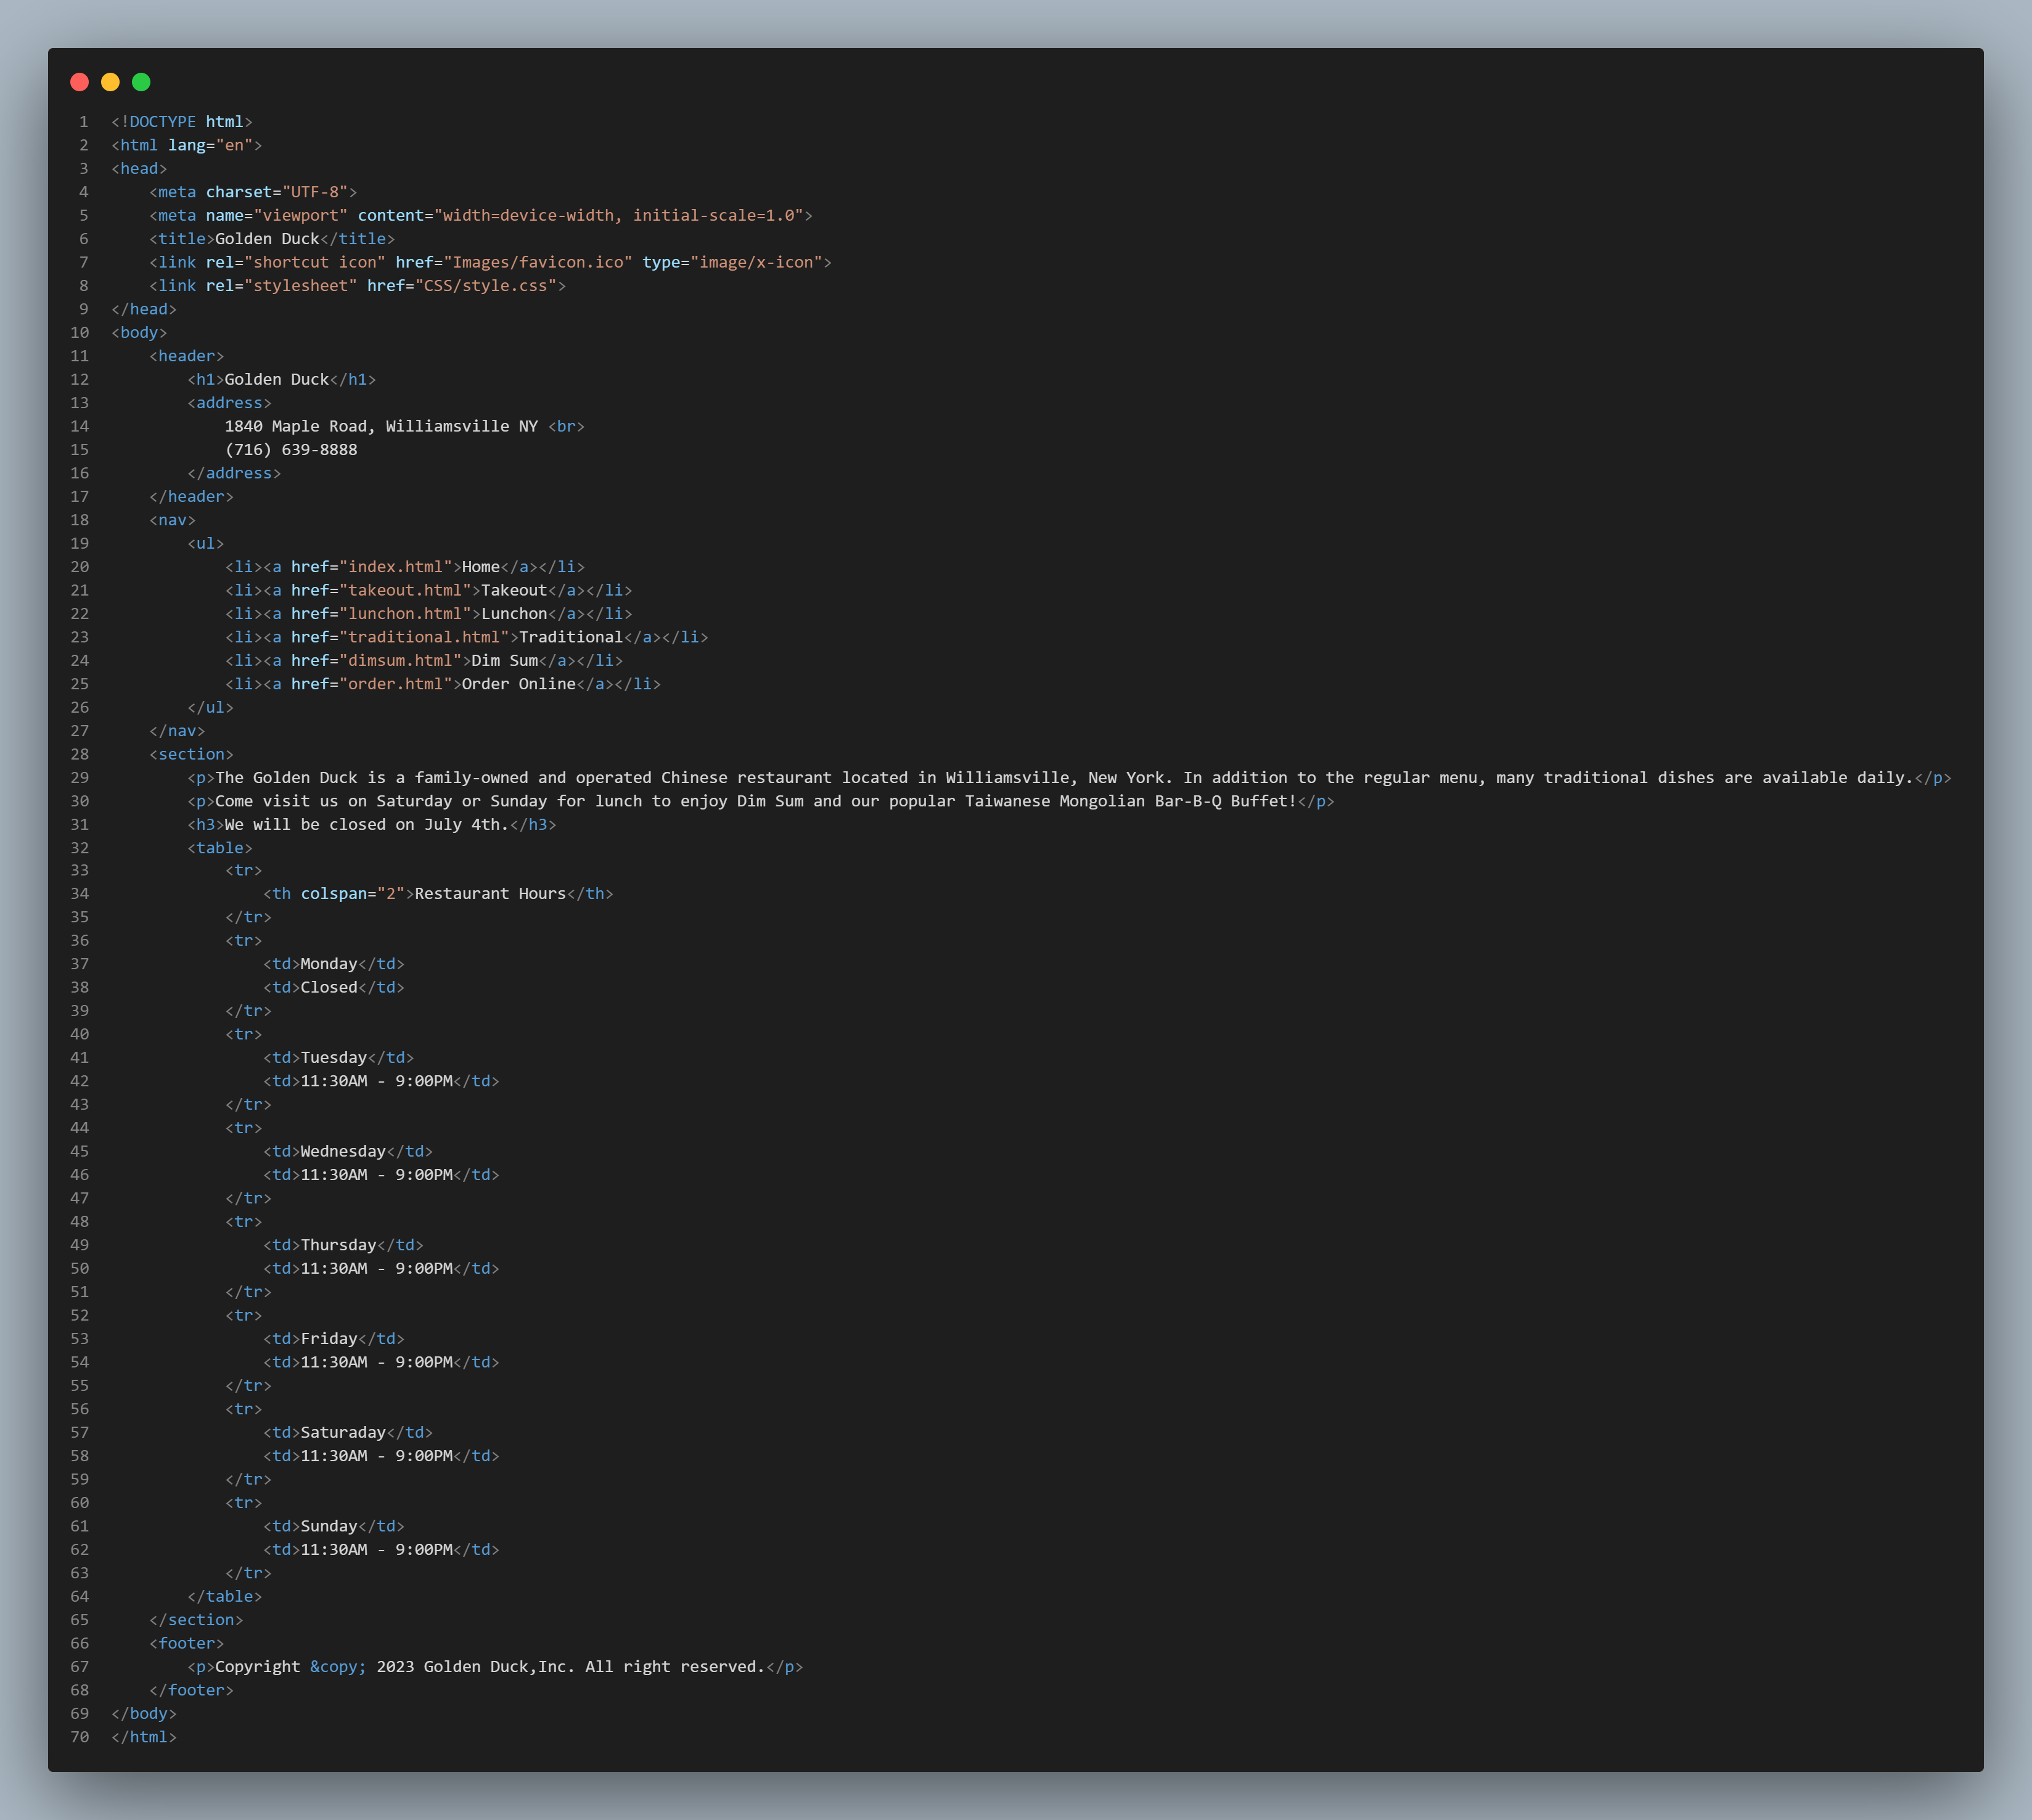 1 <!DOCTYPE html>
2 <html lang="en">
3 <head>
4     <meta charset="UTF-8">
5     <meta name="viewport" content="width=device-width, initial-scale=1.0">
6     <title>Golden Duck</title>
7     <link rel="shortcut icon" href="Images/favicon.ico" type="image/x-icon">
8     <link rel="stylesheet" href="CSS/style.css">
9 </head>
10 <body>
11     <header>
12         <h1>Golden Duck</h1>
13         <address>
14             1840 Maple Road, Williamsville NY <br>
15             (716) 639-8888
16         </address>
17     </header>
18     <nav>
19         <ul>
20             <li><a href="index.html">Home</a></li>
21             <li><a href="takeout.html">Takeout</a></li>
22             <li><a href="lunchon.html">Lunchon</a></li>
23             <li><a href="traditional.html">Traditional</a></li>
24             <li><a href="dimsum.html">Dim Sum</a></li>
25             <li><a href="order.html">Order Online</a></li>
26         </ul>
27     </nav>
28     <section>
29         <p>The Golden Duck is a family-owned and operated Chinese restaurant located in Williamsville, New York. In addition to the regular menu, many traditional dishes are available daily.</p>
30         <p>Come visit us on Saturday or Sunday for lunch to enjoy Dim Sum and our popular Taiwanese Mongolian Bar-B-Q Buffet!</p>
31         <h3>We will be closed on July 4th.</h3>
32         <table>
33             <tr>
34                 <th colspan="2">Restaurant Hours</th>
35             </tr>
36             <tr>
37                 <td>Monday</td>
38                 <td>Closed</td>
39             </tr>
40             <tr>
41                 <td>Tuesday</td>
42                 <td>11:30AM - 9:00PM</td>
43             </tr>
44             <tr>
45                 <td>Wednesday</td>
46                 <td>11:30AM - 9:00PM</td>
47             </tr>
48             <tr>
49                 <td>Thursday</td>
50                 <td>11:30AM - 9:00PM</td>
51             </tr>
52             <tr>
53                 <td>Friday</td>
54                 <td>11:30AM - 9:00PM</td>
55             </tr>
56             <tr>
57                 <td>Saturaday</td>
58                 <td>11:30AM - 9:00PM</td>
59             </tr>
60             <tr>
61                 <td>Sunday</td>
62                 <td>11:30AM - 9:00PM</td>
63             </tr>
64         </table>
65     </section>
66     <footer>
67         <p>Copyright &copy; 2023 Golden Duck,Inc. All right reserved.</p>
68     </footer>
69 </body>
70 </html>